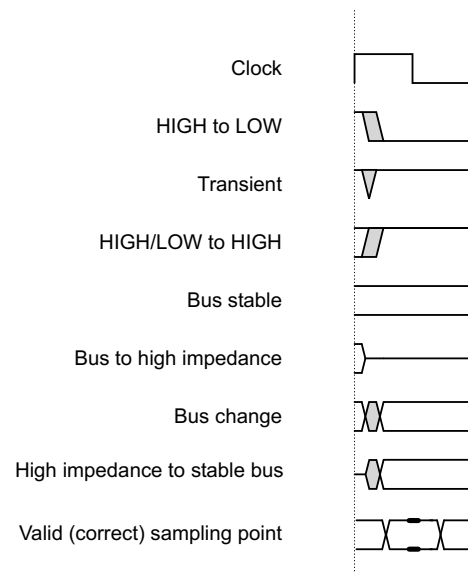 Clock
HIGH to LOW
Transient
HIGH/LOW to HIGH
Bus stable
Bus to high impedance
Bus change
High impedance to stable bus
Valid (correct) sampling point